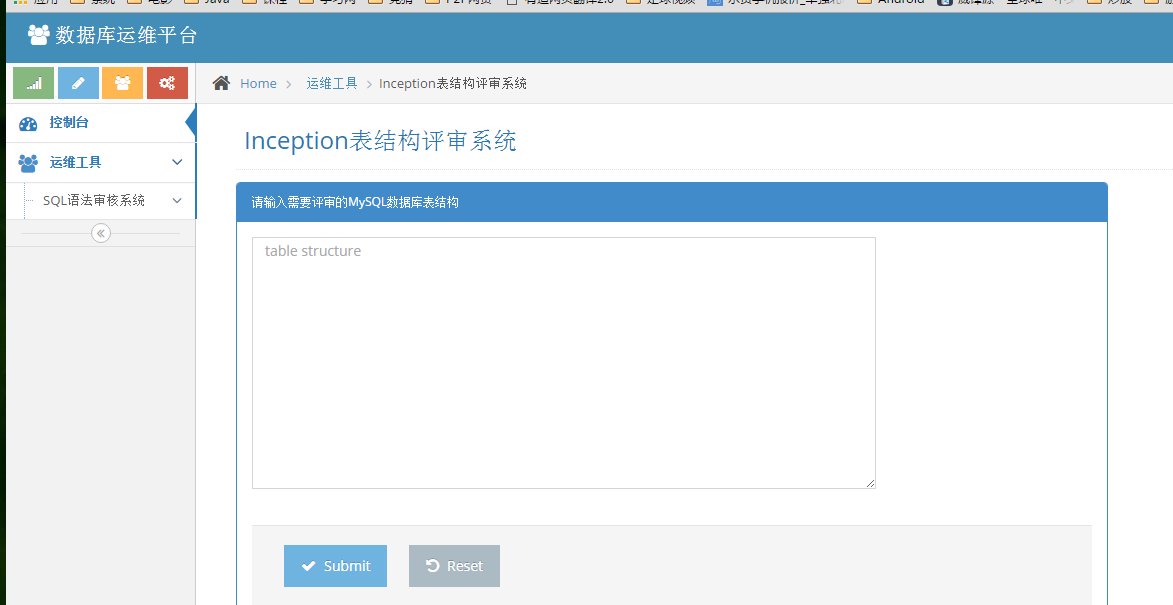 Java
Android
数据库运维平台
Home 运维工具 Inception表结构评审系统
控制台
运维工具
SQL语法审核系统
Inception表结构评审系统
请输入需要评审的MySQL数据库表结构
table structure
Submit Reset